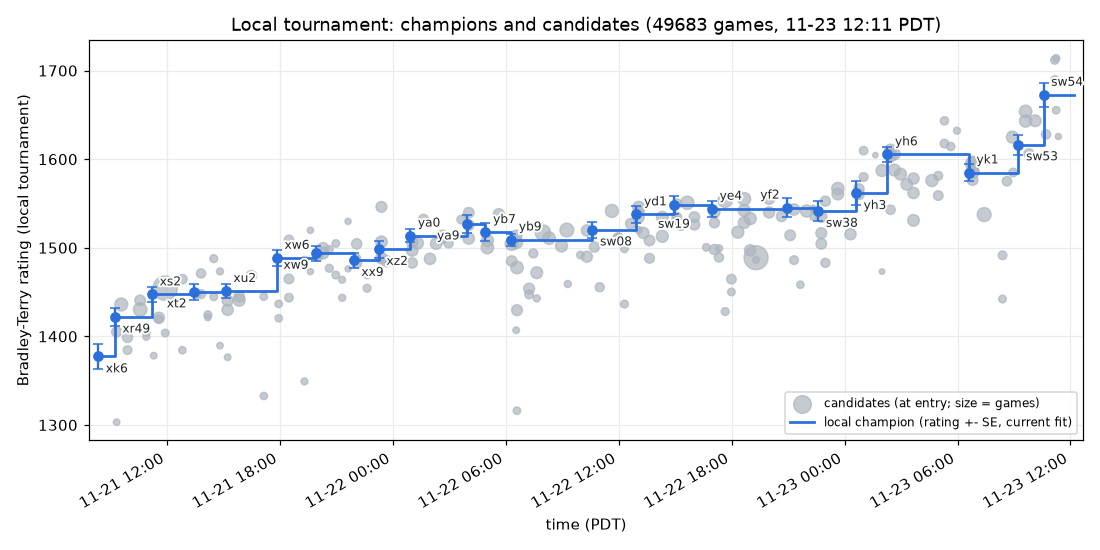 Local tournament: champions and candidates (49683 games, 11-23 12:11 PDT)
Bradley-Terry rating (local tournament)
1700
1600
1500
1400
1300
xk6
xr49
xs2
xt2
xu2
xw9
xw6
xx9
xz2
ya0
ya9
yb7
yb9
sw08
yd1
sw19
ye4
yf2
sw38
yh3
yh6
yk1
sw53
sw54
candidates (at entry; size = games)
local champion (rating +- SE, current fit)
11-21 12:00
11-21 18:00
11-22 00:00
11-22 06:00
11-22 12:00
11-22 18:00
11-23 00:00
11-23 06:00
11-23 12:00
time (PDT)